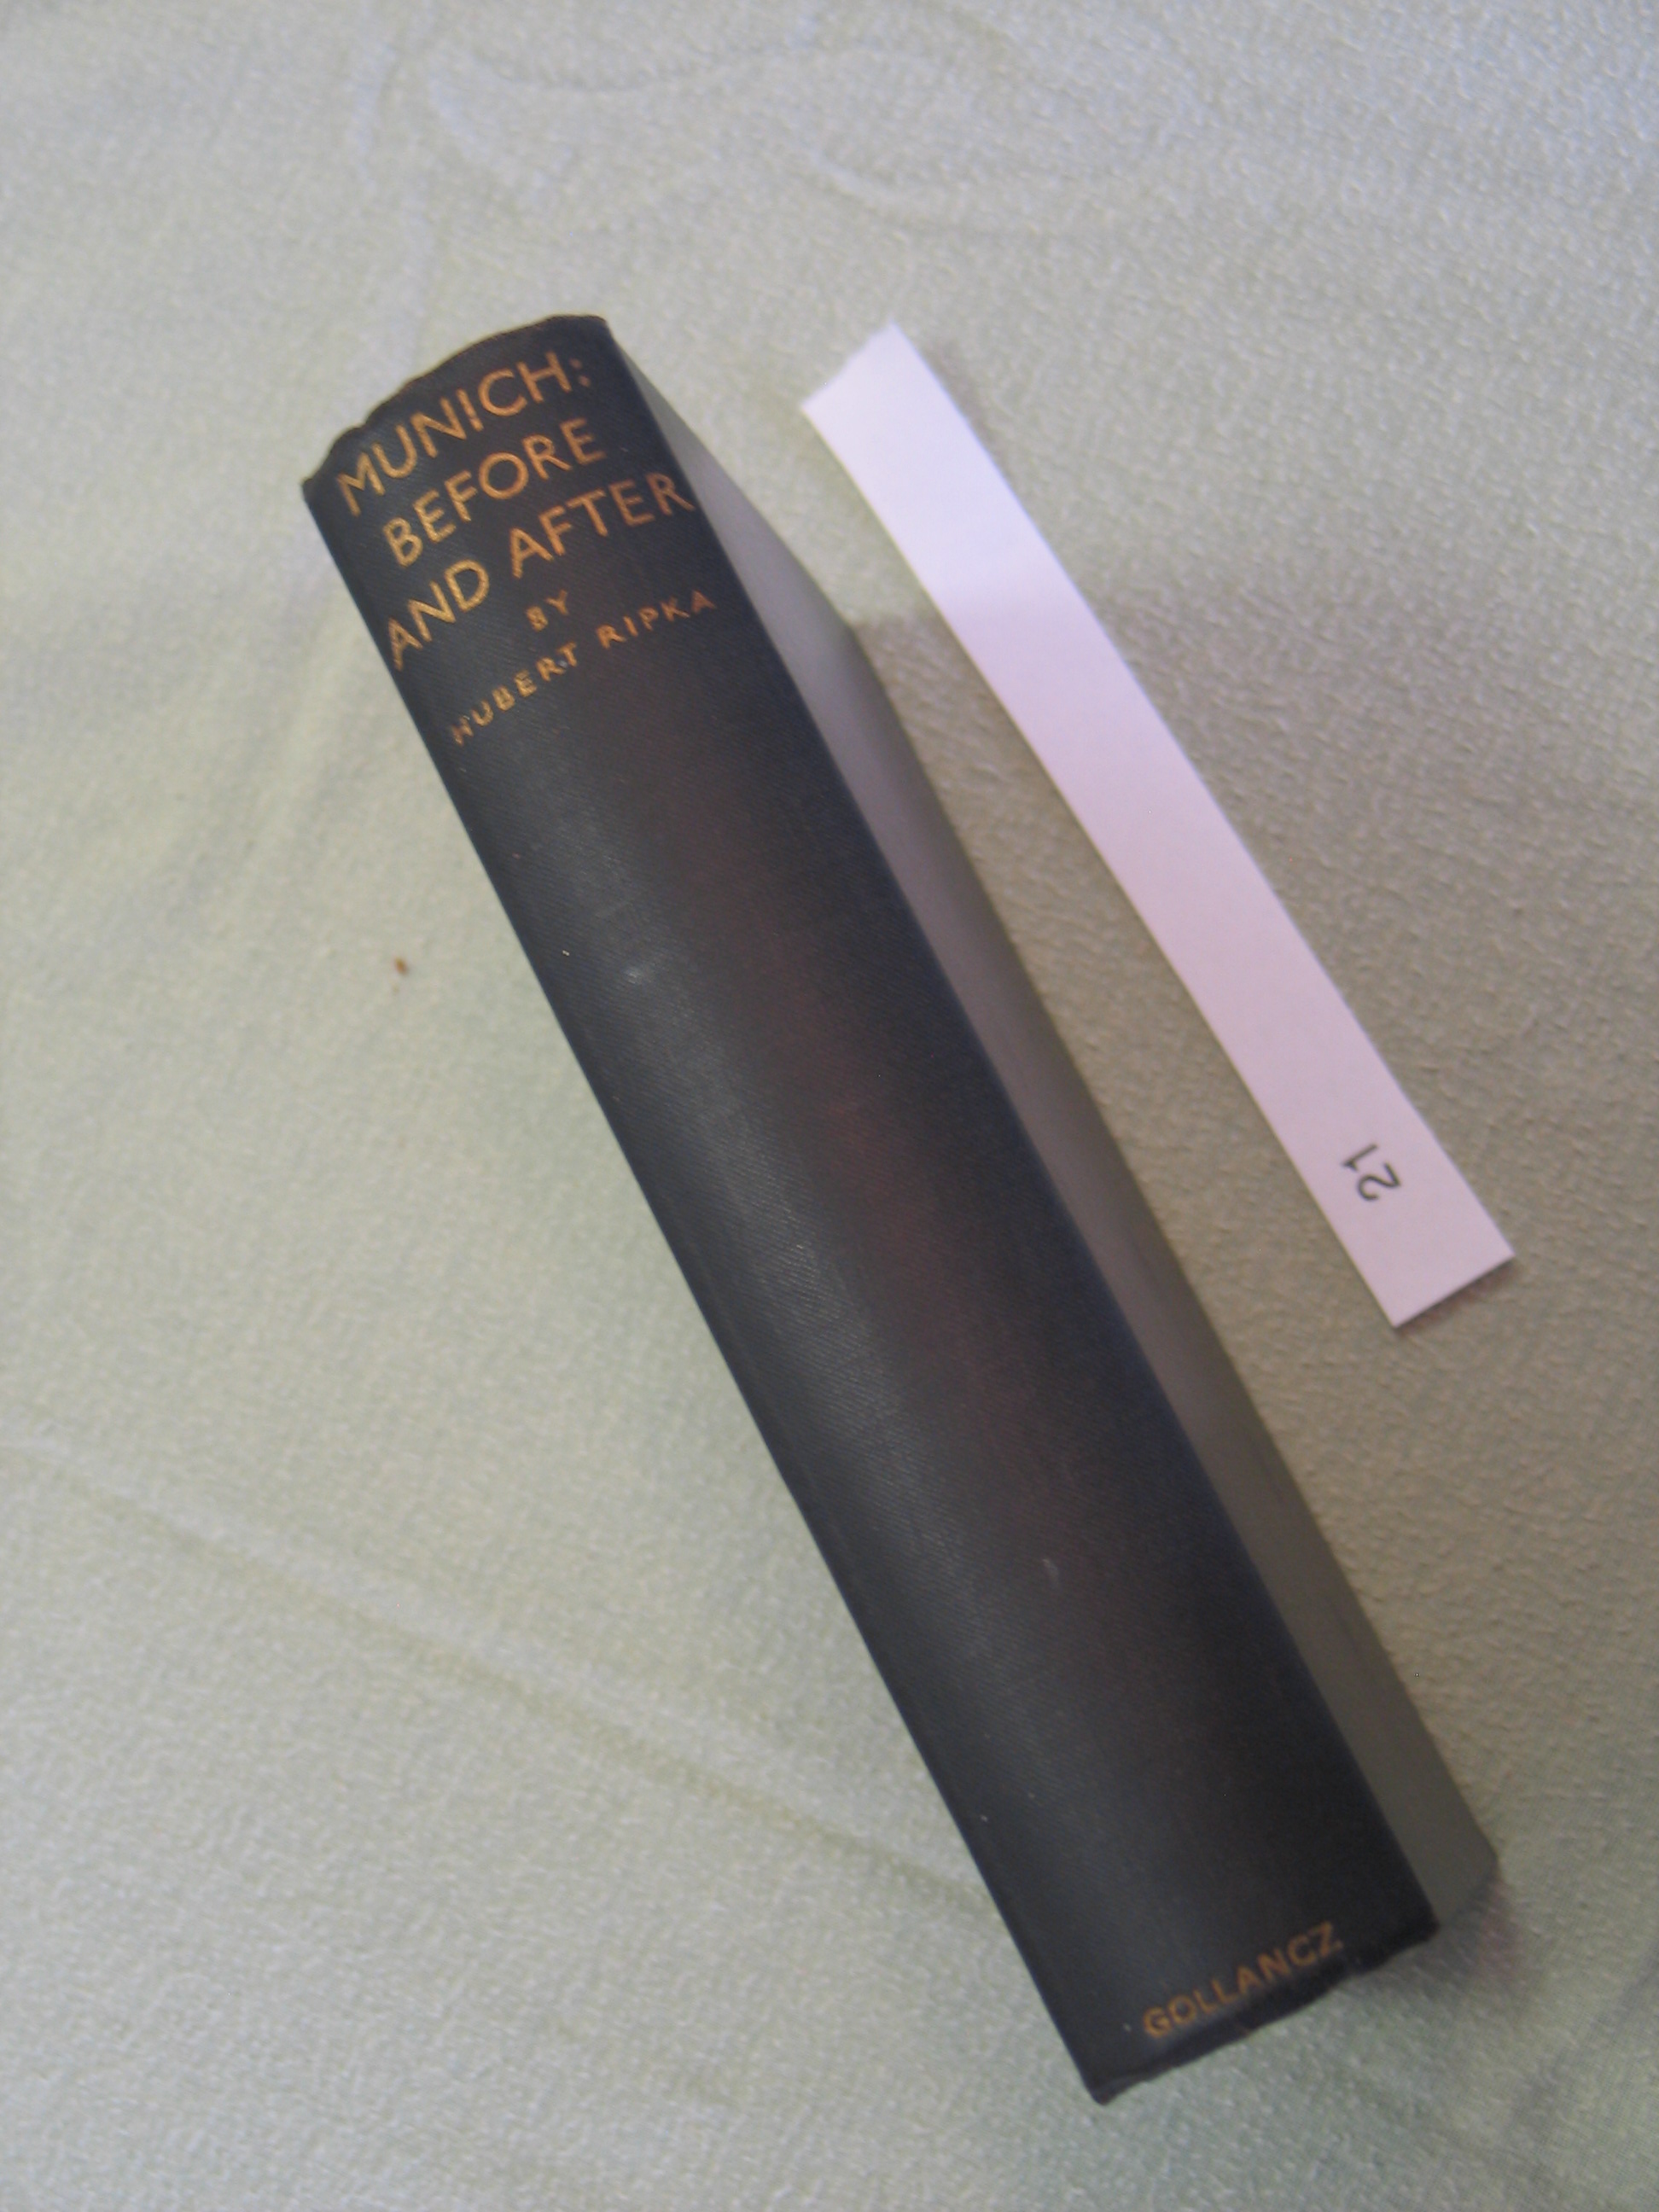 MUNICH:
BEFORE
AND AFTER
BY
HUBERT RIPKA
GOLLANCZ
21